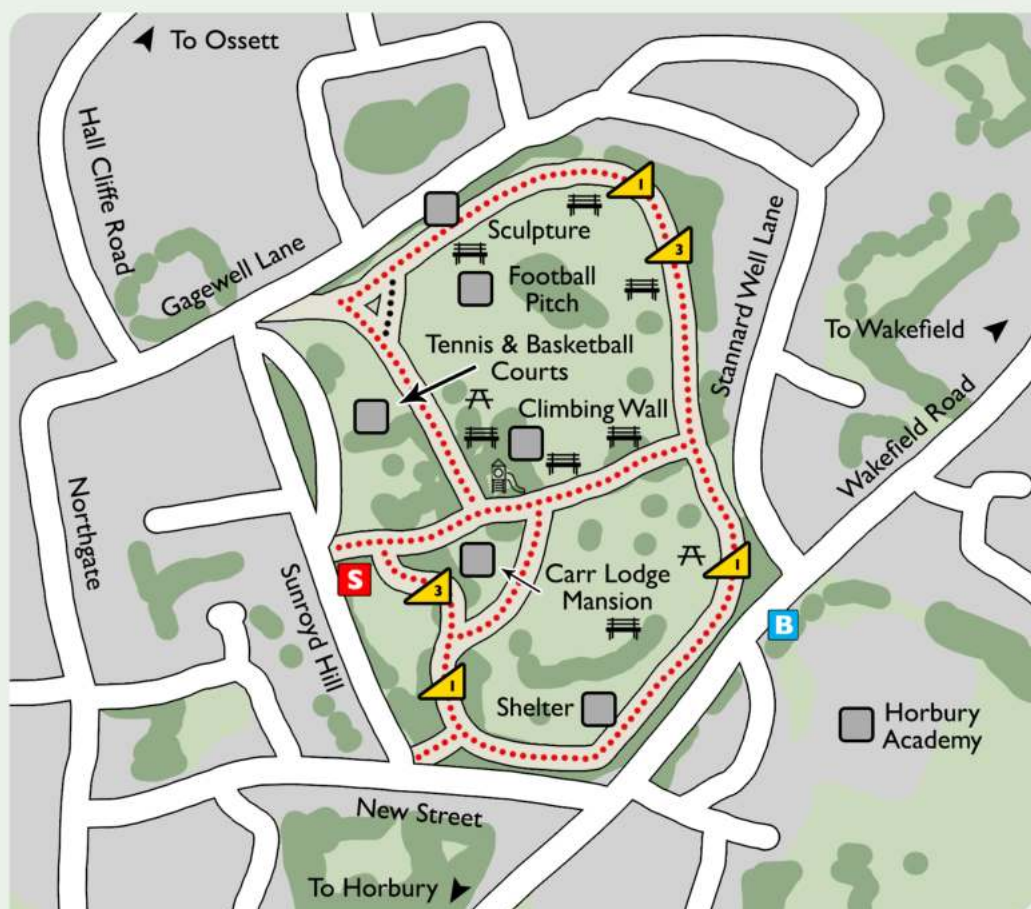 To Ossett
Hall Cliffe Road
Gagewell Lane
1
Sculpture
3
Football
Pitch
Stannard Well Lane
To Wakefield
Tennis & Basketball
Courts
Climbing Wall
Wakefield Road
Northgate
S
Sunroyd Hill
3
Carr Lodge
Mansion
1
B
1
Shelter
Horbury
Academy
New Street
To Horbury